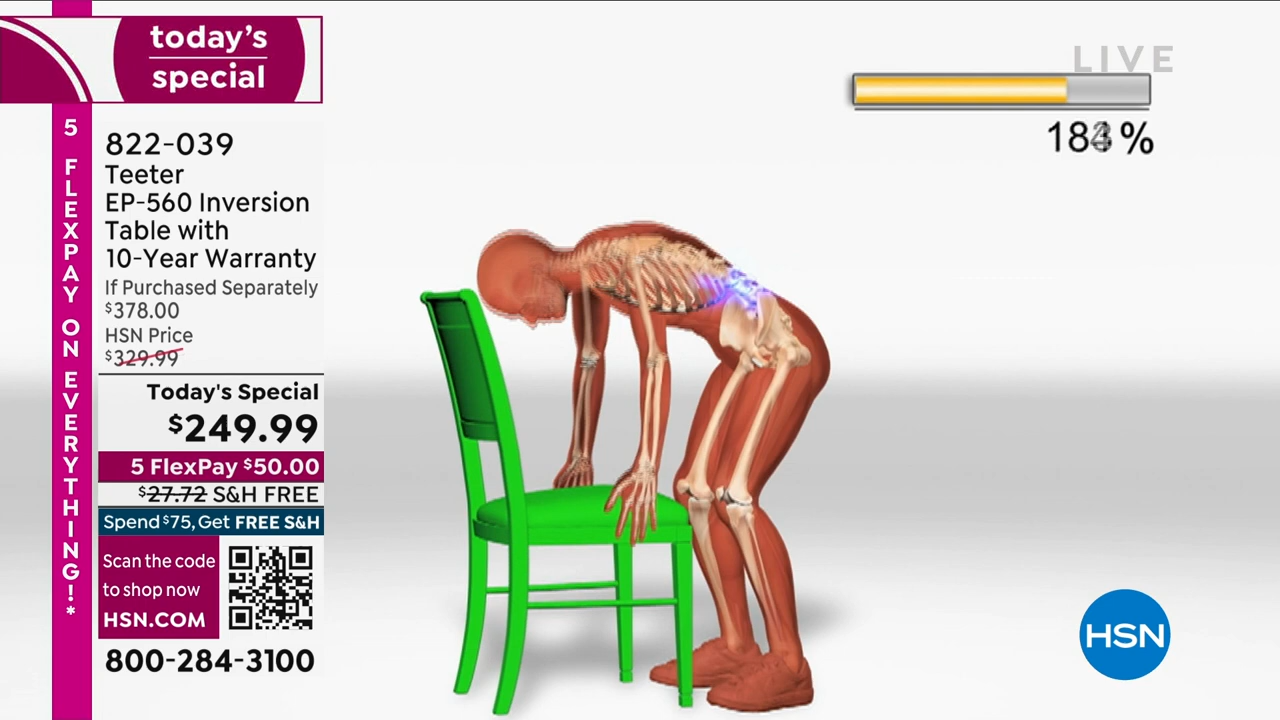 today's
special
5 FLEXPAY ON EVERYTHING!*
822-039
Teeter
EP-560 Inversion
Table with
10-Year Warranty
If Purchased Separately
$378.00
HSN Price
$329.99
Today's Special
$249.99
5 FlexPay $50.00
$27.72 S&H FREE
Spend $75, Get FREE S&H
Scan the code
to shop now
HSN.COM
800-284-3100
LIVE
HSN